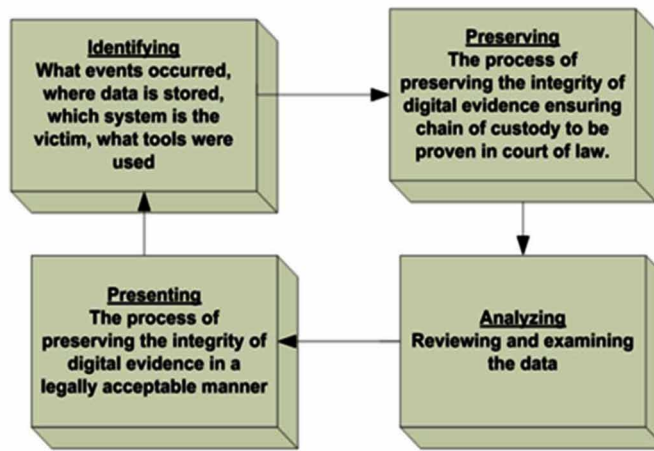 Identifying
What events occurred,
where data is stored,
which system is the
victim, what tools were
used
Preserving
The process of
preserving the integrity of
digital evidence ensuring
chain of custody to be
proven in court of law.
Analyzing
Reviewing and examining
the data
Presenting
The process of
preserving the integrity of
digital evidence in a
legally acceptable manner